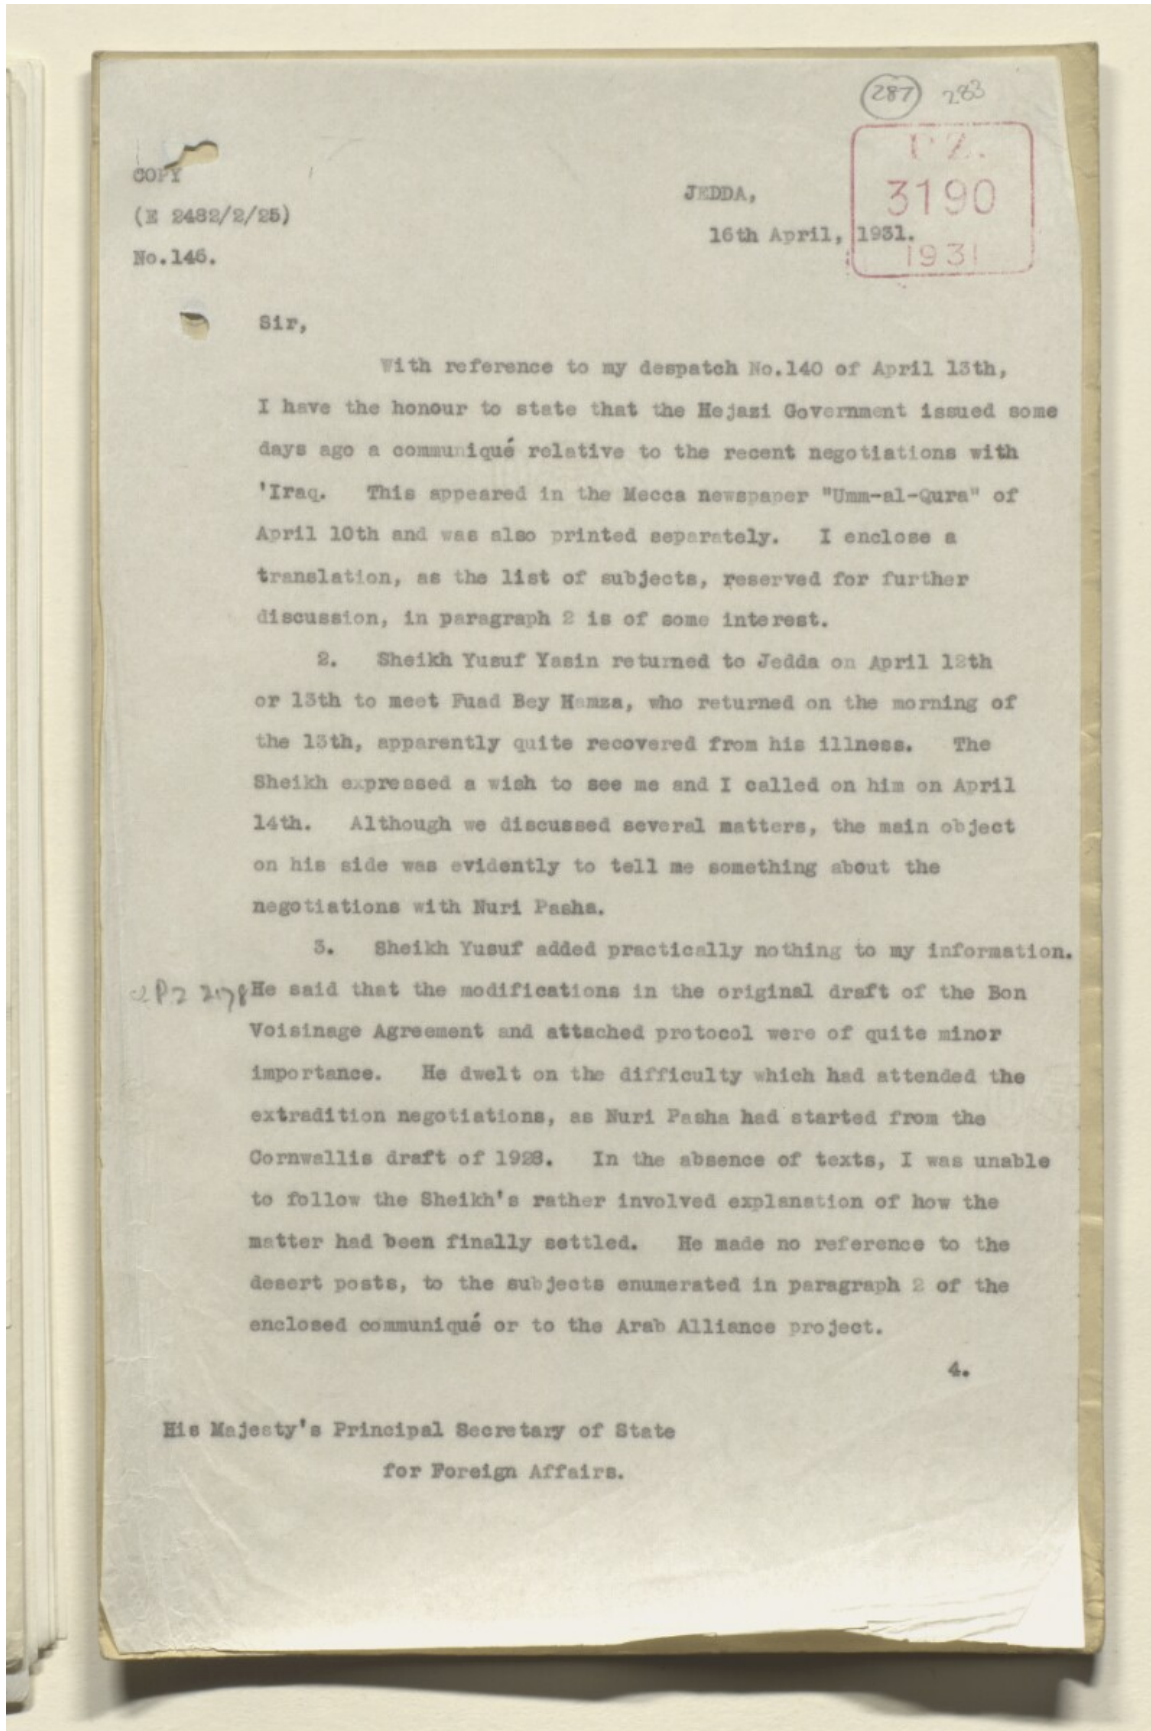 287 283
COPY
(E 2482/2/25)
No.146.
JEDDA,
16th April, 1931.
P.Z.
3190
1931
Sir,
With reference to my despatch No.140 of April 13th,
I have the honour to state that the Hejazi Government issued some
days ago a communiqué relative to the recent negotiations with
'Iraq. This appeared in the Mecca newspaper "Umm-al-Qura" of
April 10th and was also printed separately. I enclose a
translation, as the list of subjects, reserved for further
discussion, in paragraph 2 is of some interest.
2. Sheikh Yusuf Yasin returned to Jedda on April 12th
or 13th to meet Fuad Bey Hamza, who returned on the morning of
the 13th, apparently quite recovered from his illness. The
Sheikh expressed a wish to see me and I called on him on April
14th. Although we discussed several matters, the main object
on his side was evidently to tell me something about the
negotiations with Nuri Pasha.
3. Sheikh Yusuf added practically nothing to my information.
He said that the modifications in the original draft of the Bon
Voisinage Agreement and attached protocol were of quite minor
importance. He dwelt on the difficulty which had attended the
extradition negotiations, as Nuri Pasha had started from the
Cornwallis draft of 1928. In the absence of texts, I was unable
to follow the Sheikh's rather involved explanation of how the
matter had been finally settled. He made no reference to the
desert posts, to the subjects enumerated in paragraph 2 of the
enclosed communiqué or to the Arab Alliance project.
4.
His Majesty's Principal Secretary of State
for Foreign Affairs.